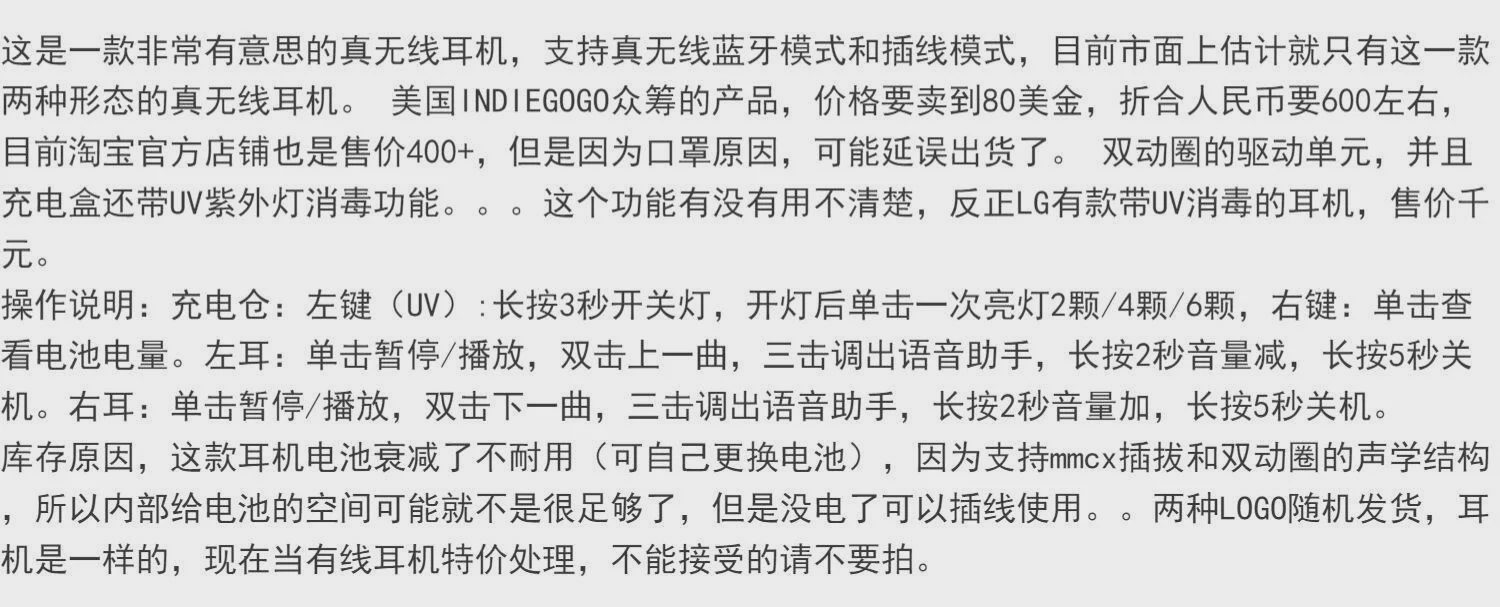 这是一款非常有意思的真无线耳机，支持真无线蓝牙模式和插线模式，目前市面上估计就只有这一款
两种形态的真无线耳机。 美国INDIEGOGO众筹的产品，价格要卖到80美金，折合人民币要600左右，
目前淘宝官方店铺也是售价400+，但是因为口罩原因，可能延误出货了。 双动圈的驱动单元，并且
充电盒还带UV紫外灯消毒功能。。。这个功能有没有用不清楚，反正LG有款带UV消毒的耳机，售价千
元。
操作说明：充电仓：左键（UV）:长按3秒开关灯，开灯后单击一次亮灯2颗/4颗/6颗，右键：单击查
看电池电量。左耳：单击暂停/播放，双击上一曲，三击调出语音助手，长按2秒音量减，长按5秒关
机。右耳：单击暂停/播放，双击下一曲，三击调出语音助手，长按2秒音量加，长按5秒关机。
库存原因，这款耳机电池衰减了不耐用（可自己更换电池），因为支持mmcx插拔和双动圈的声学结构
，所以内部给电池的空间可能就不是很足够了，但是没电了可以插线使用。。两种LOGO随机发货，耳
机是一样的，现在当有线耳机特价处理，不能接受的请不要拍。